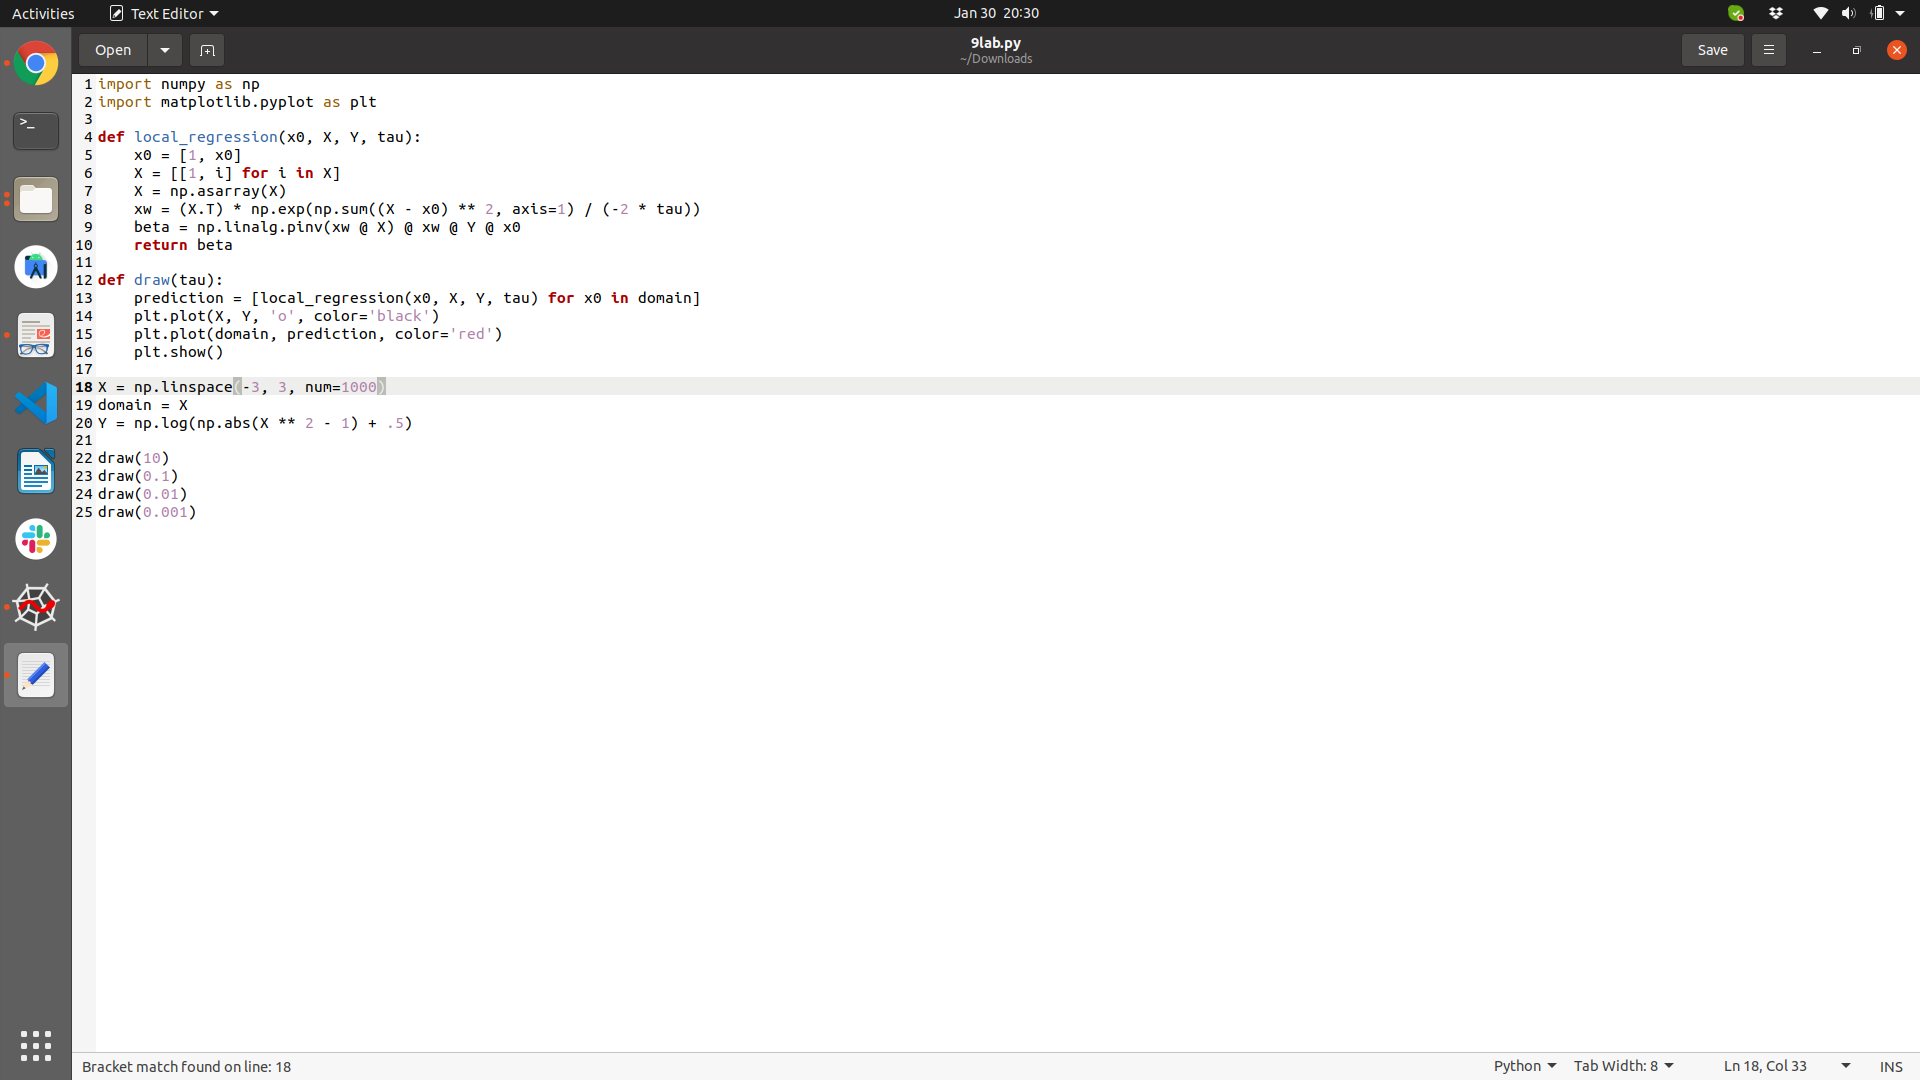 Activities Text Editor Jan 30 20:30
Open 9lab.py Save
~/Downloads
1 import numpy as np
2 import matplotlib.pyplot as plt
3
4 def local_regression(x0, X, Y, tau):
5     x0 = [1, x0]
6     X = [[1, i] for i in X]
7     X = np.asarray(X)
8     xw = (X.T) * np.exp(np.sum((X - x0) ** 2, axis=1) / (-2 * tau))
9     beta = np.linalg.pinv(xw @ X) @ xw @ Y @ x0
10     return beta
11
12 def draw(tau):
13     prediction = [local_regression(x0, X, Y, tau) for x0 in domain]
14     plt.plot(X, Y, 'o', color='black')
15     plt.plot(domain, prediction, color='red')
16     plt.show()
17
18 X = np.linspace(-3, 3, num=1000)
19 domain = X
20 Y = np.log(np.abs(X ** 2 - 1) + .5)
21
22 draw(10)
23 draw(0.1)
24 draw(0.01)
25 draw(0.001)
Bracket match found on line: 18 Python Tab Width: 8 Ln 18, Col 33 INS